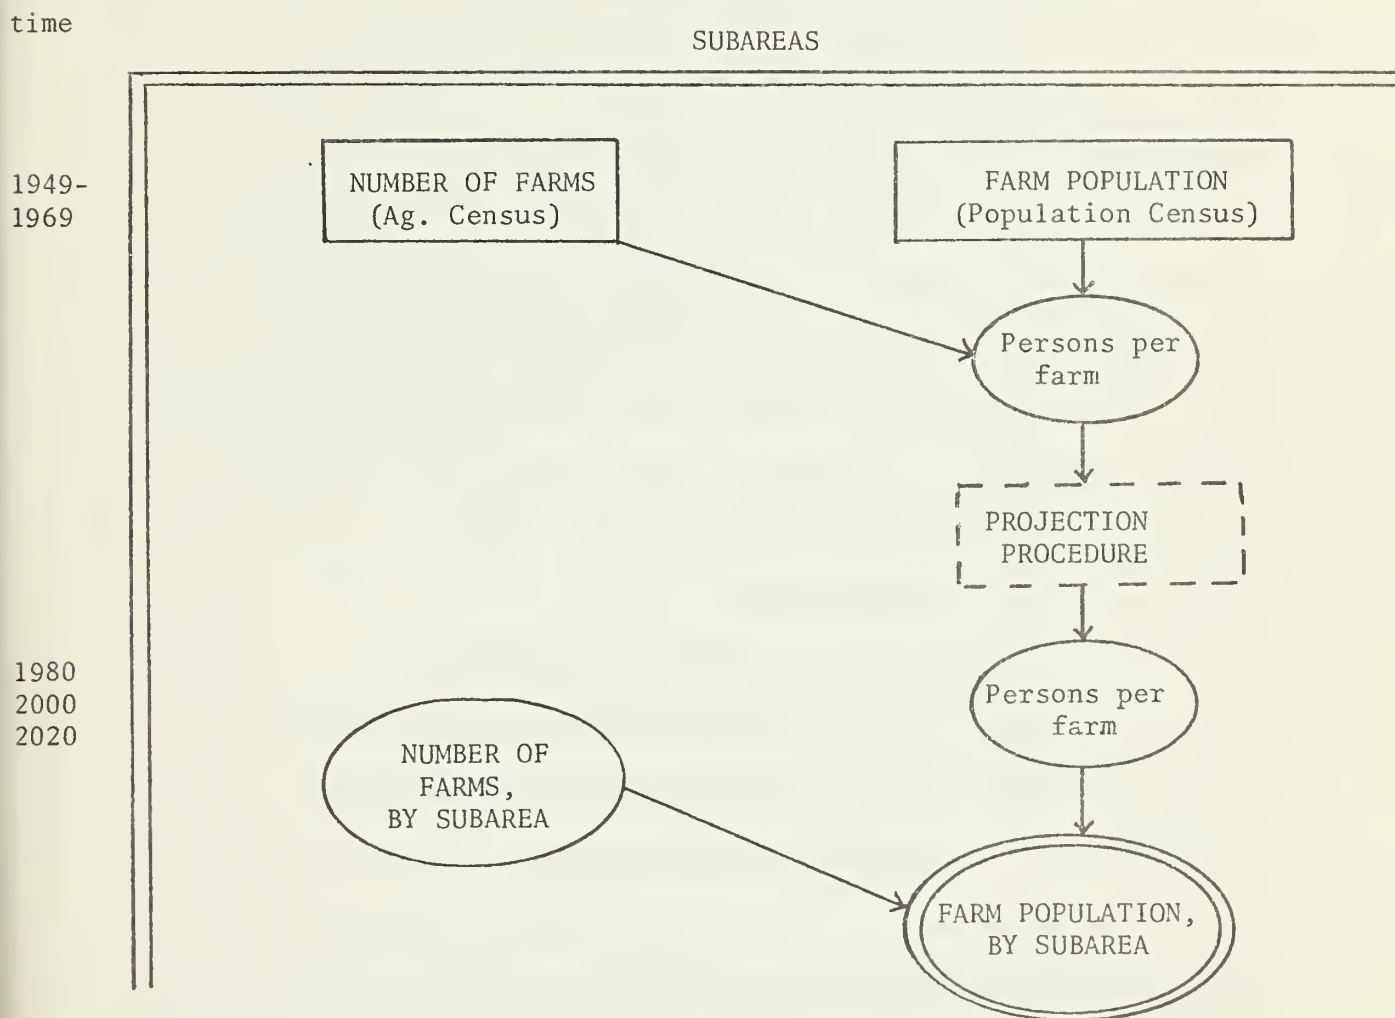 time
SUBAREAS
1949-
1969
NUMBER OF FARMS
(Ag. Census)
FARM POPULATION
(Population Census)
Persons per
farm
PROJECTION
PROCEDURE
1980
2000
2020
Persons per
farm
NUMBER OF
FARMS,
BY SUBAREA
FARM POPULATION,
BY SUBAREA